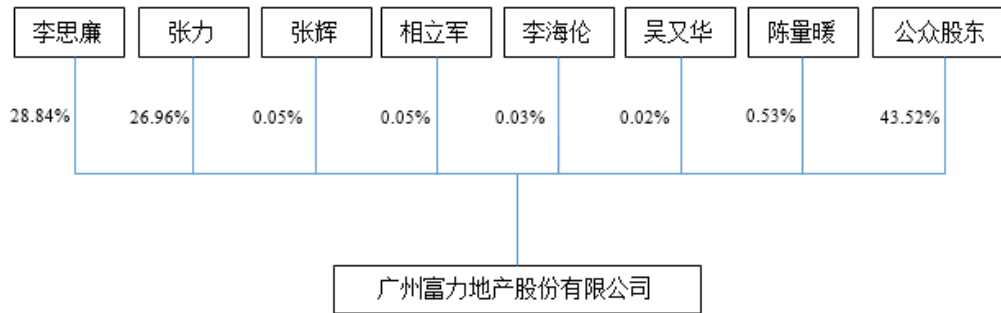 李思廉 张力 张辉 相立军 李海伦 吴又华 陈量暖 公众股东
28.84% 26.96% 0.05% 0.05% 0.03% 0.02% 0.53% 43.52%
广州富力地产股份有限公司